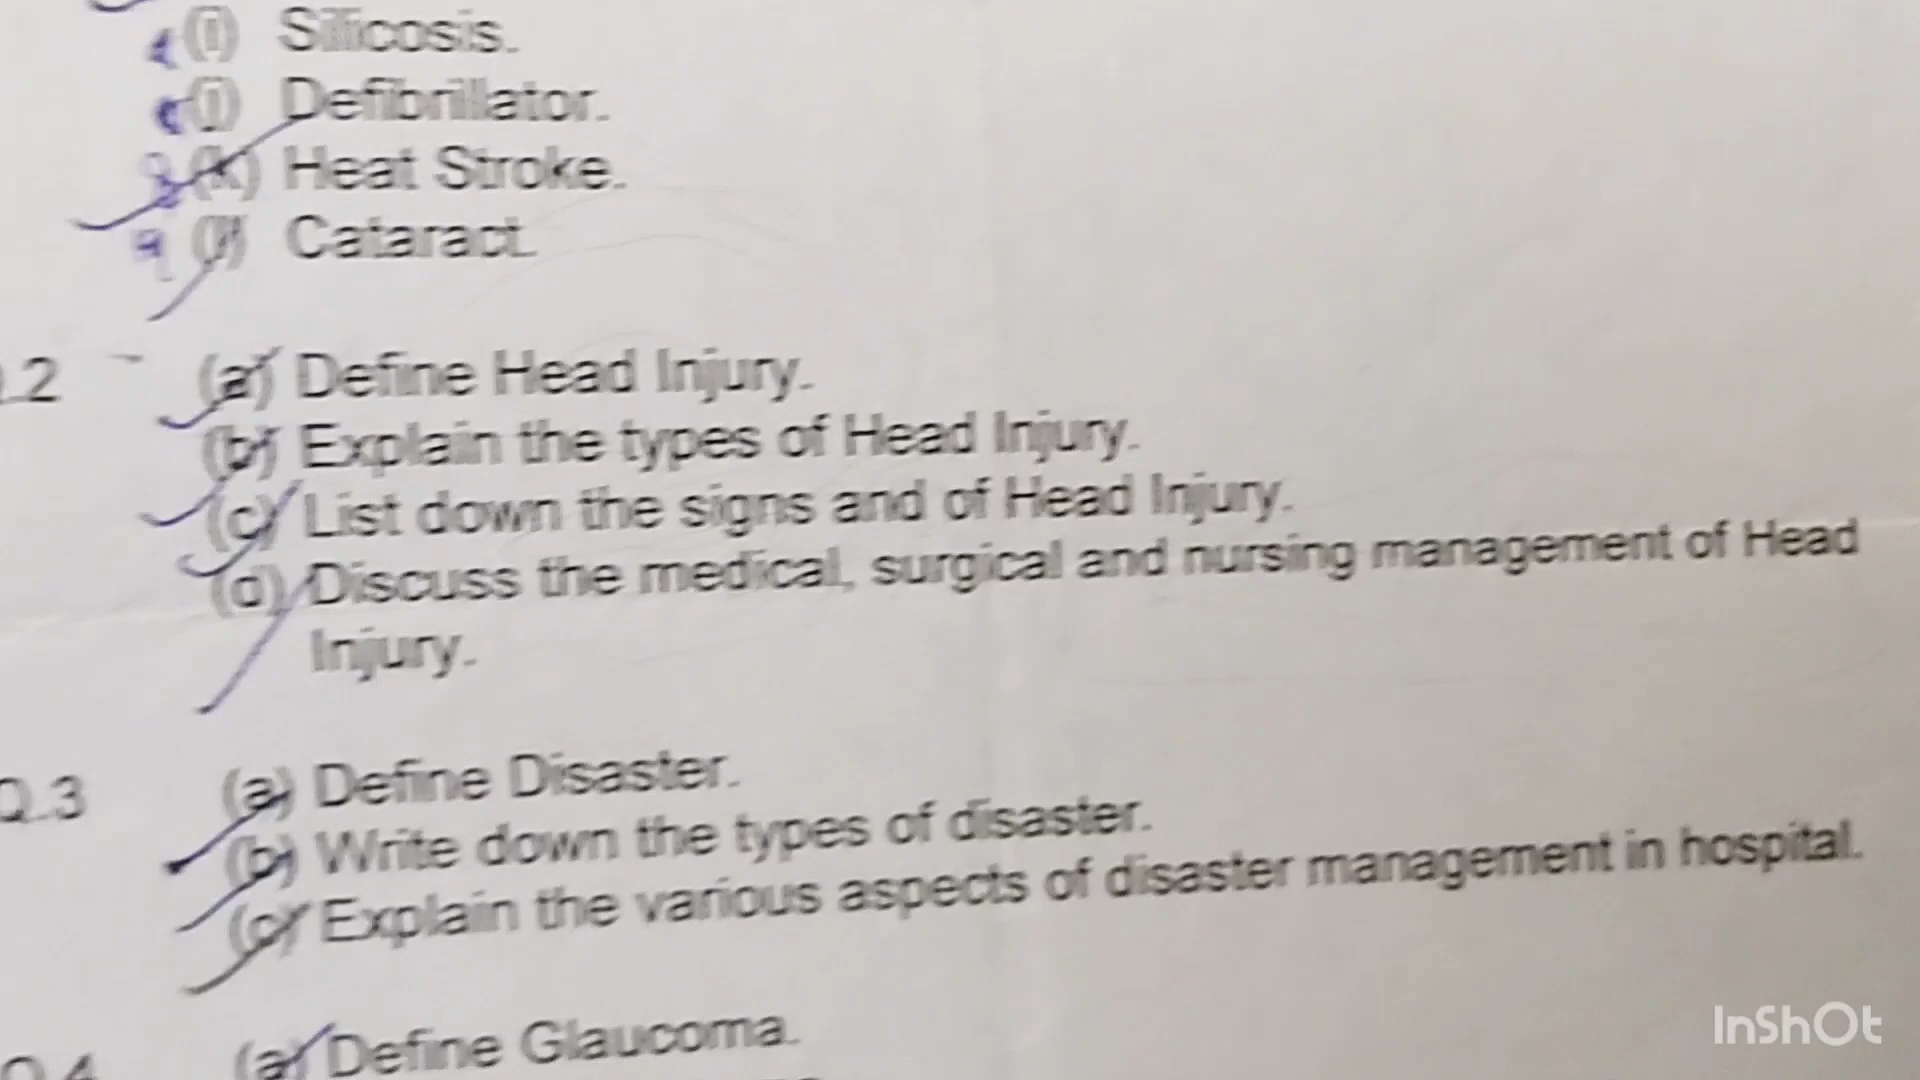 (i) Silicosis.
(j) Defibrillator.
(k) Heat Stroke.
9 (l) Cataract.
.2 (a) Define Head Injury.
(b) Explain the types of Head Injury.
(c) List down the signs and of Head Injury.
(d) Discuss the medical, surgical and nursing management of Head
Injury.
Q.3 (a) Define Disaster.
(b) Write down the types of disaster.
(c) Explain the various aspects of disaster management in hospital.
Q.4 (a) Define Glaucoma.
InShOt